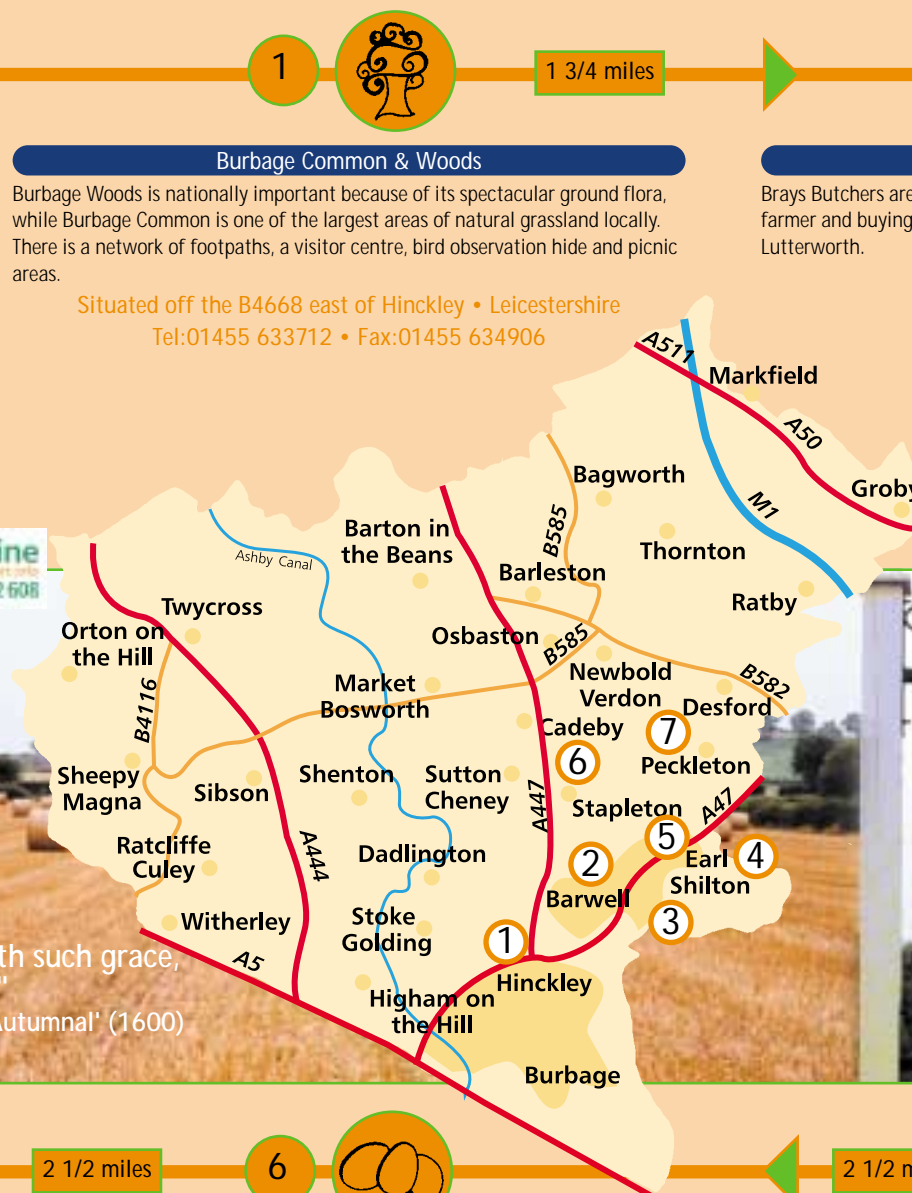 1
1 3/4 miles
Burbage Common & Woods
Burbage Woods is nationally important because of its spectacular ground flora,
while Burbage Common is one of the largest areas of natural grassland locally.
There is a network of footpaths, a visitor centre, bird observation hide and picnic
areas.
Situated off the B4668 east of Hinckley • Leicestershire
Tel:01455 633712 • Fax:01455 634906
Brays Butchers are
farmer and buying
Lutterworth.
A511
Markfield
A50
Groby
M1
Bagworth
B585
Thornton
Barton in
the Beans
Ashby Canal
Barleston
Ratby
Twycross
Orton on
the Hill
Osbaston
B585
Newbold
Verdon
B582
Desford
Market
Bosworth
B4116
Cadeby
7
6
Peckleton
Sheepy
Magna
Sibson
Shenton
Sutton
Cheney
A447
Stapleton
A47
5
Ratcliffe
Culey
A444
Dadlington
2
Barwell
Earl
Shilton
4
3
Witherley
Stoke
Golding
1
Hinckley
A5
Higham on
the Hill
Burbage
ine
2 608
th such grace,
"
Autumnal' (1600)
2 1/2 miles
6
2 1/2 m